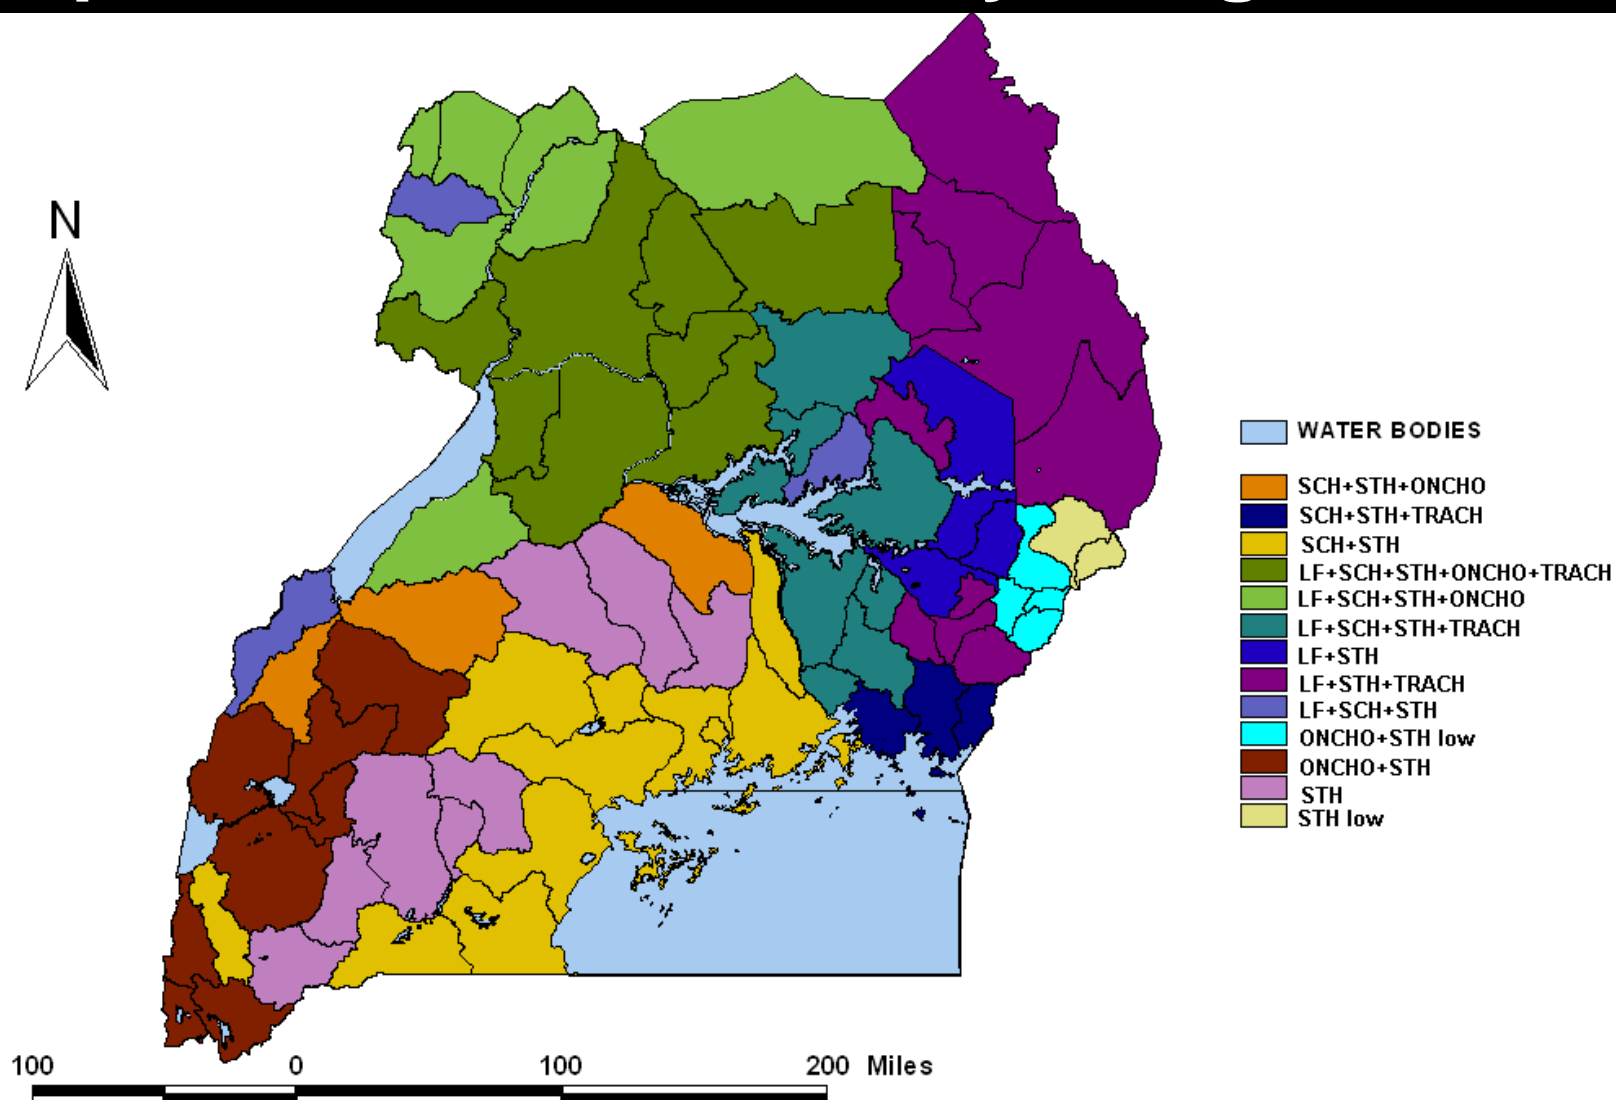 N
WATER BODIES
SCH+STH+ONCHO
SCH+STH+TRACH
SCH+STH
LF+SCH+STH+ONCHO+TRACH
LF+SCH+STH+ONCHO
LF+SCH+STH+TRACH
LF+STH
LF+STH+TRACH
LF+SCH+STH
ONCHO+STH low
ONCHO+STH
STH
STH low
100 0 100 200 Miles